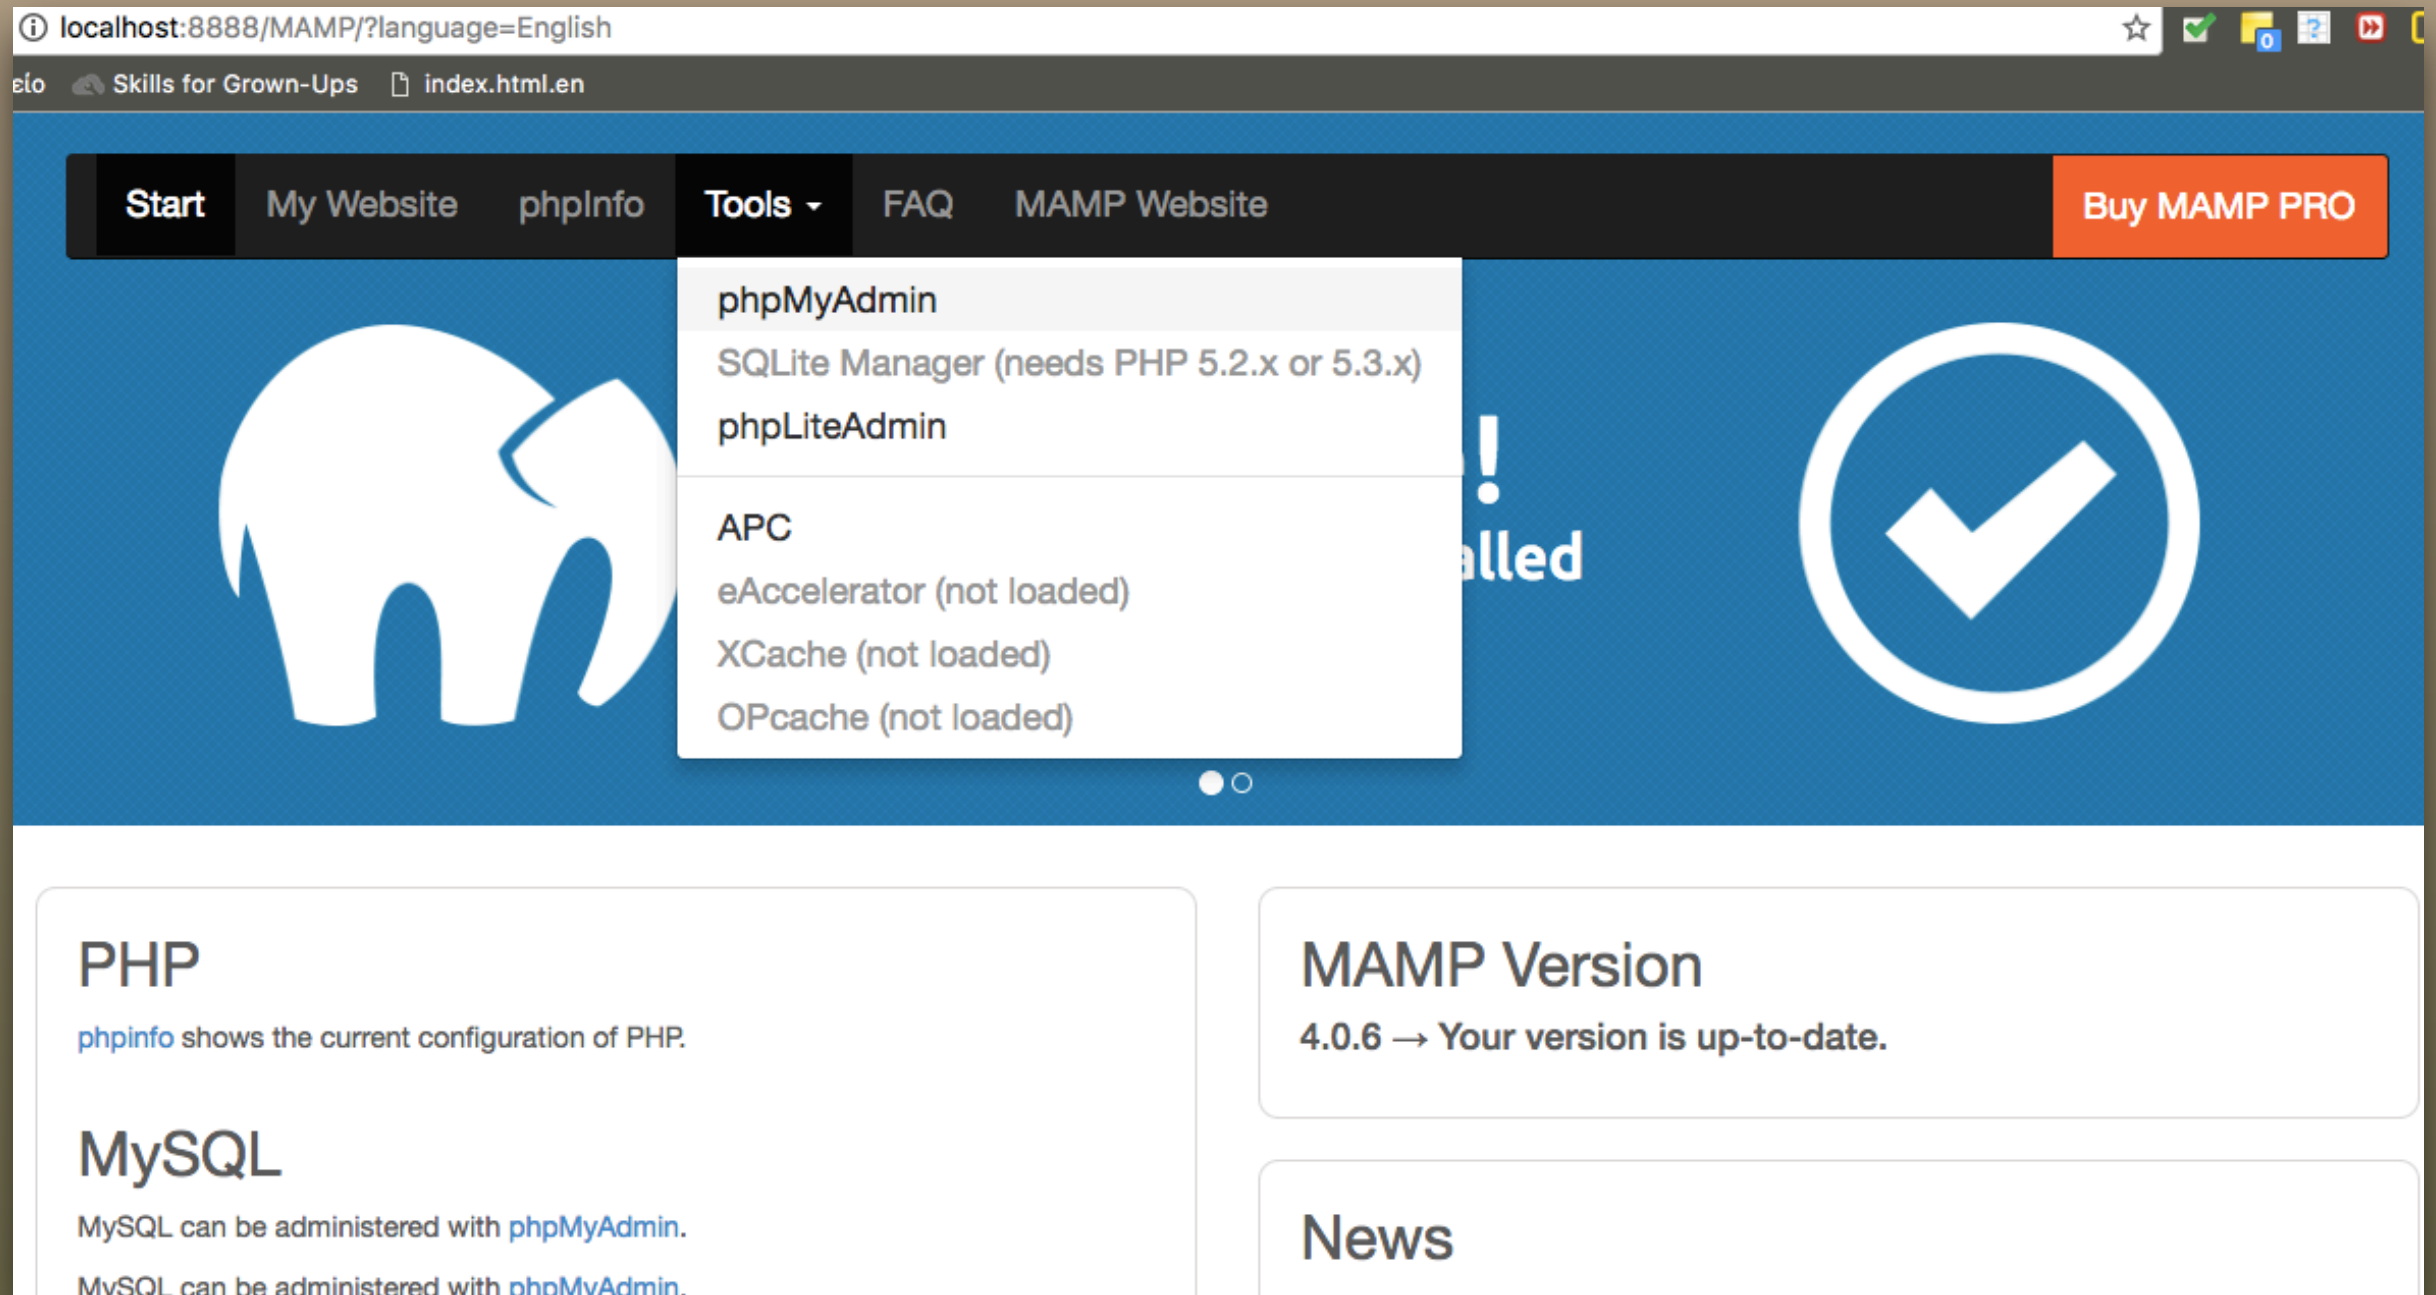 localhost:8888/MAMP/?language=English
0 ?
είο Skills for Grown-Ups index.html.en
Start My Website phpInfo Tools FAQ MAMP Website Buy MAMP PRO
phpMyAdmin
SQLite Manager (needs PHP 5.2.x or 5.3.x)
phpLiteAdmin
!
APC
alled
eAccelerator (not loaded)
XCache (not loaded)
OPcache (not loaded)
PHP
phpinfo shows the current configuration of PHP.
MySQL
MySQL can be administered with phpMyAdmin.
MySQL can be administered with phpMyAdmin.
MAMP Version
4.0.6 → Your version is up-to-date.
News